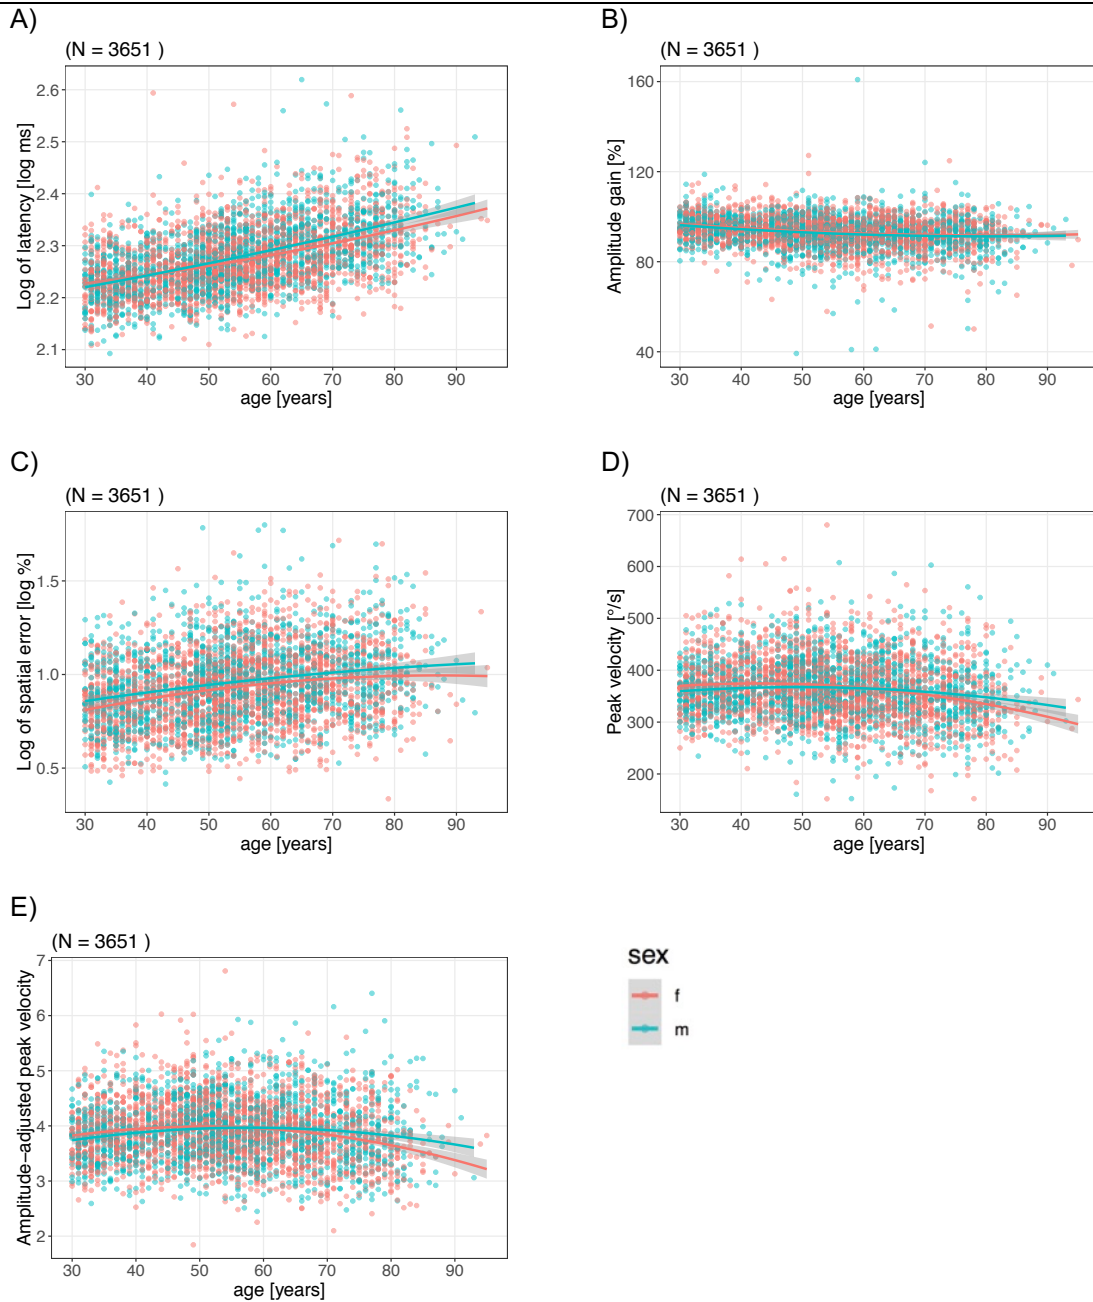 A)
(N = 3651 )
Log of latency [log ms]
2.6
2.5
2.4
2.3
2.2
2.1
30 40 50 60 70 80 90
age [years]
B)
(N = 3651 )
Amplitude gain [%]
160
120
80
40
30 40 50 60 70 80 90
age [years]
C)
(N = 3651 )
Log of spatial error [log %]
1.5
1.0
0.5
30 40 50 60 70 80 90
age [years]
D)
(N = 3651 )
Peak velocity [°/s]
700
600
500
400
300
200
30 40 50 60 70 80 90
age [years]
E)
(N = 3651 )
Amplitude−adjusted peak velocity
7
6
5
4
3
2
30 40 50 60 70 80 90
age [years]
sex
f
m